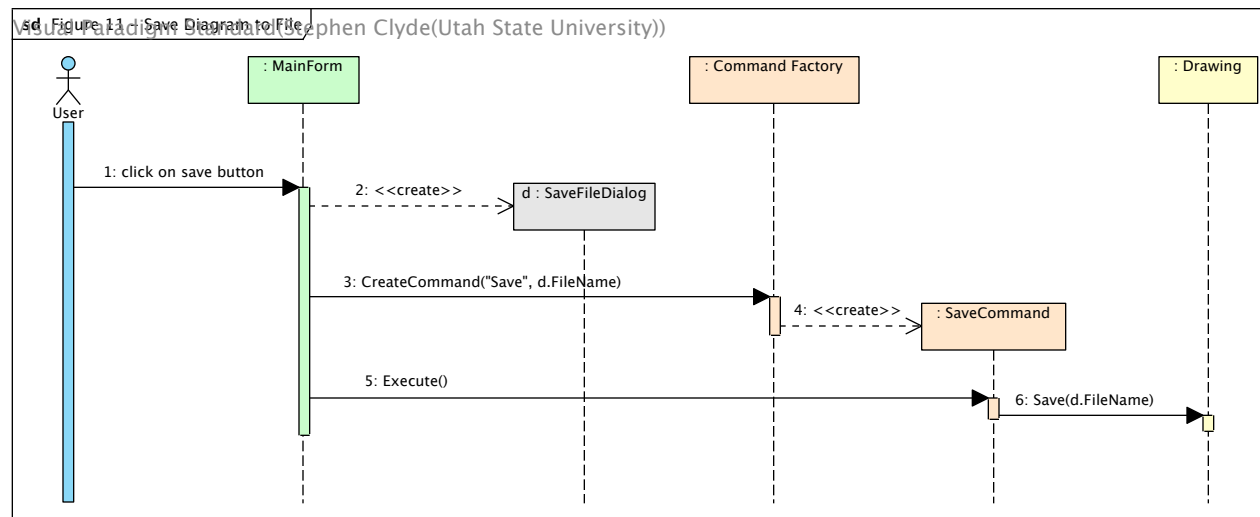 sd Figure 11 - Save Diagram to File
Visual Paradigm Standard(Stephen Clyde(Utah State University))
: MainForm
: Command Factory
: Drawing
User
1: click on save button
2: <<create>>
d : SaveFileDialog
3: CreateCommand("Save", d.FileName)
4: <<create>>
: SaveCommand
5: Execute()
6: Save(d.FileName)